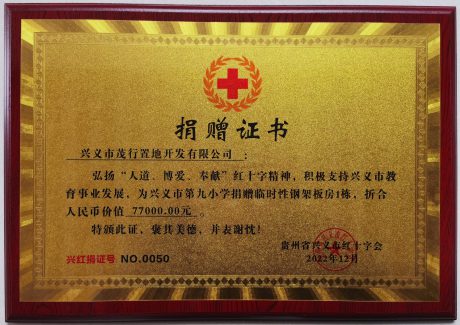 捐赠证书
兴义市茂行置地开发有限公司 :
弘扬“人道、博爱、奉献”红十字精神，积极支持兴义市教
育事业发展，为兴义市第九小学捐赠临时性钢架板房1栋，折合
人民币价值 77000.00元 。
特颁此证，褒其美德，并表谢忱！
贵州省兴义市红十字会
2022年12月
兴红捐证号 NO.0050